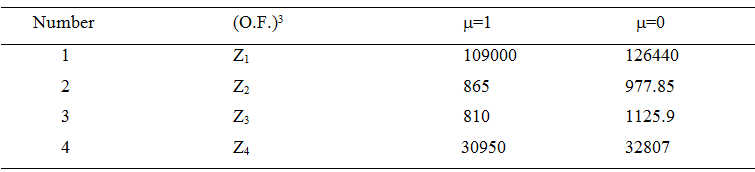 Number (O.F.)³ μ=1 μ=0
1 Z₁ 109000 126440
2 Z₂ 865 977.85
3 Z₃ 810 1125.9
4 Z₄ 30950 32807